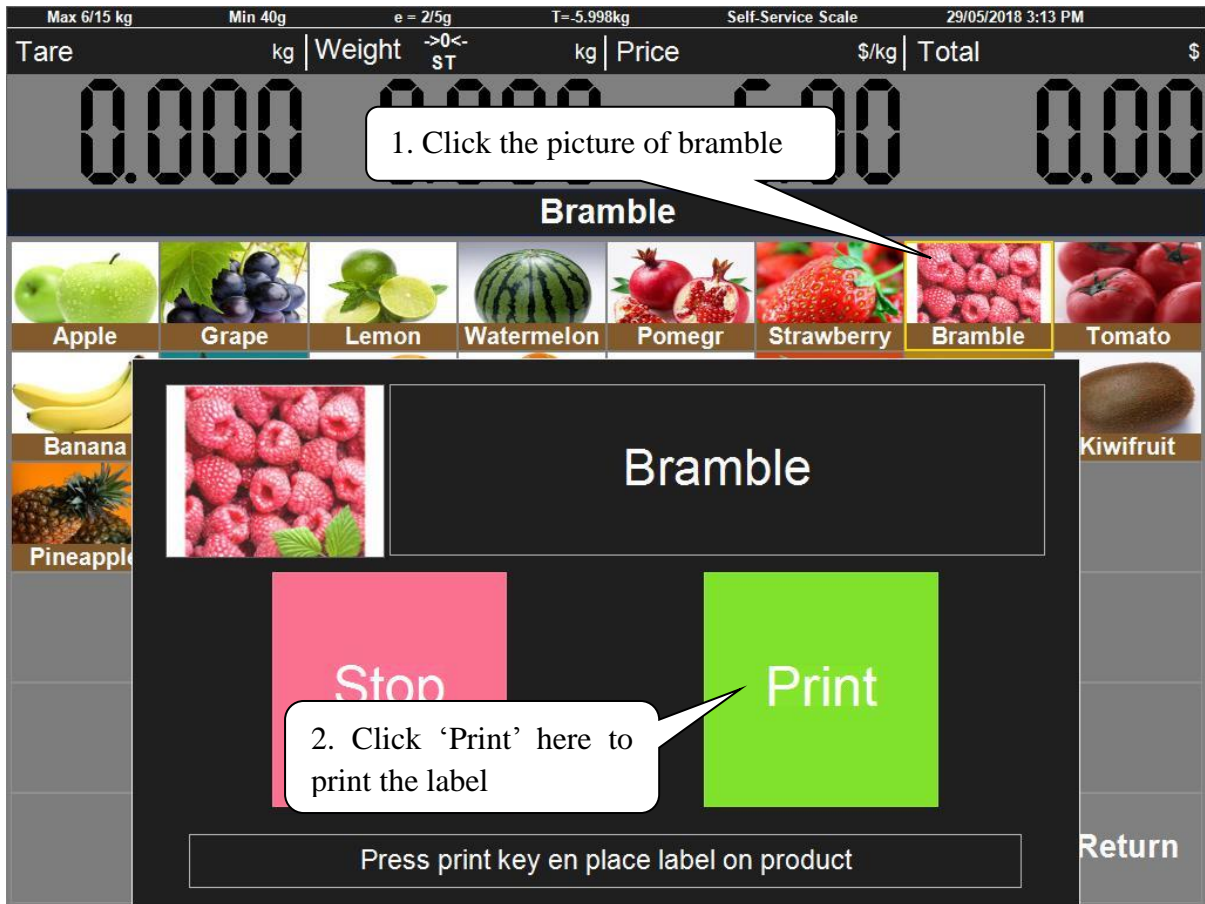 Max 6/15 kg Min 40g e = 2/5g T=-5.998kg Self-Service Scale 29/05/2018 3:13 PM
Tare kg Weight ->0<- ST kg Price $/kg Total $
0.000 0.00
1. Click the picture of bramble
Bramble
Apple Grape Lemon Watermelon Pomegr Strawberry Bramble Tomato
Banana Kiwifruit
Bramble
Pineapple
Stop Print
2. Click ‘Print’ here to
print the label
Press print key en place label on product
Return